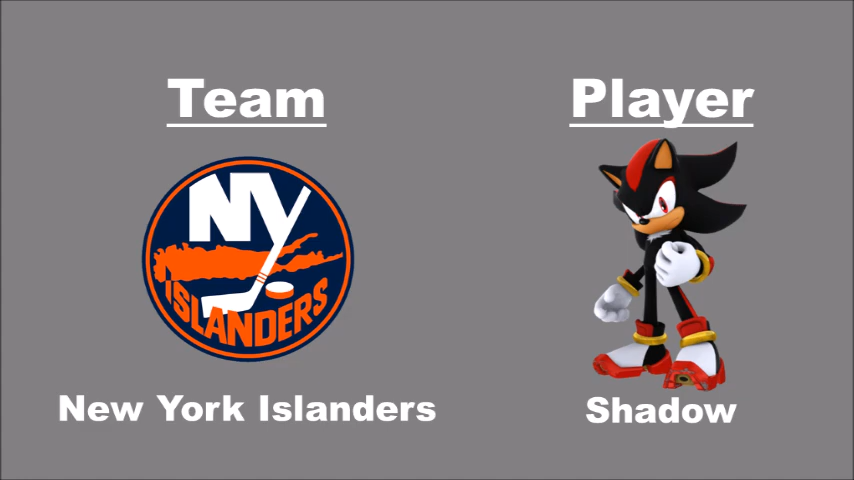 Team
Player
NY
ISLANDERS
New York Islanders
Shadow